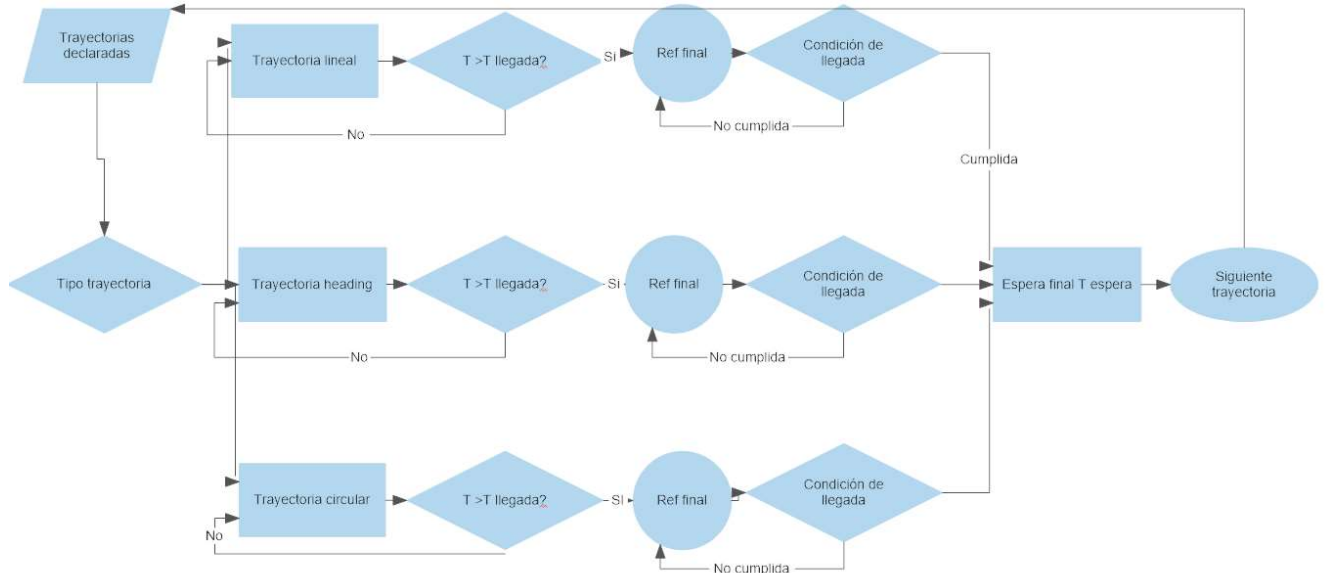 Trayectorias
declaradas
Trayectoria lineal
T >T llegada?
Si
Ref final
Condición de
llegada
No
No cumplida
Cumplida
Tipo trayectoria
Trayectoria heading
T >T llegada?
Si
Ref final
Condición de
llegada
Espera final T espera
Siguiente
trayectoria
No
No cumplida
Trayectoria circular
T >T llegada?
Si
Ref final
Condición de
llegada
No
No cumplida